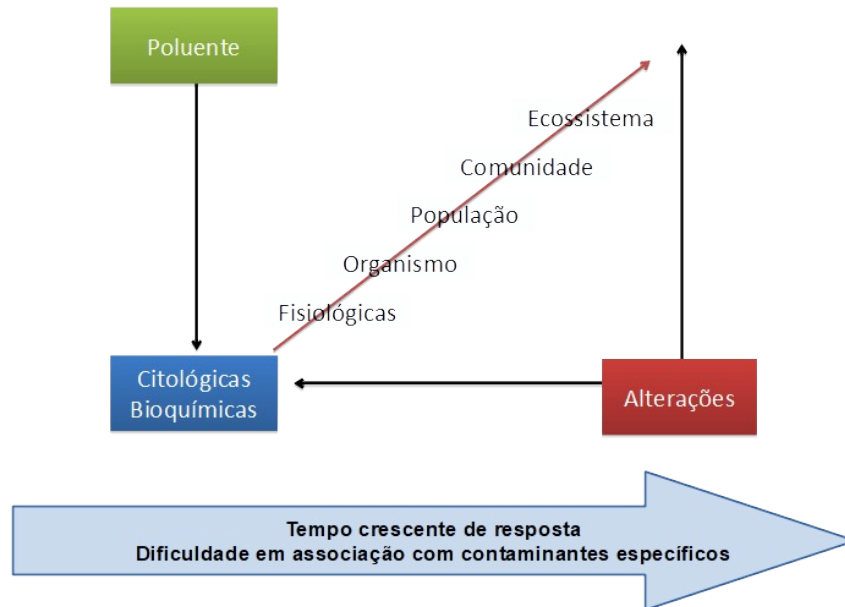 Poluente
Ecossistema
Comunidade
População
Organismo
Fisiológicas
Citológicas
Bioquímicas
Alterações
Tempo crescente de resposta
Dificuldade em associação com contaminantes específicos